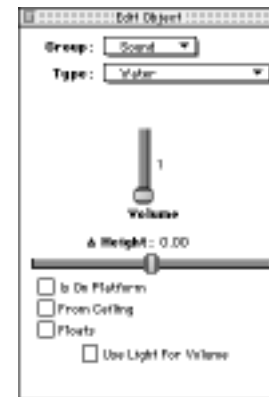 Edit Object
Group: Sound
Type: Water
1
Volume
Δ Height: 0.00
Is On Platform
From Ceiling
Floats
Use Light For Volume